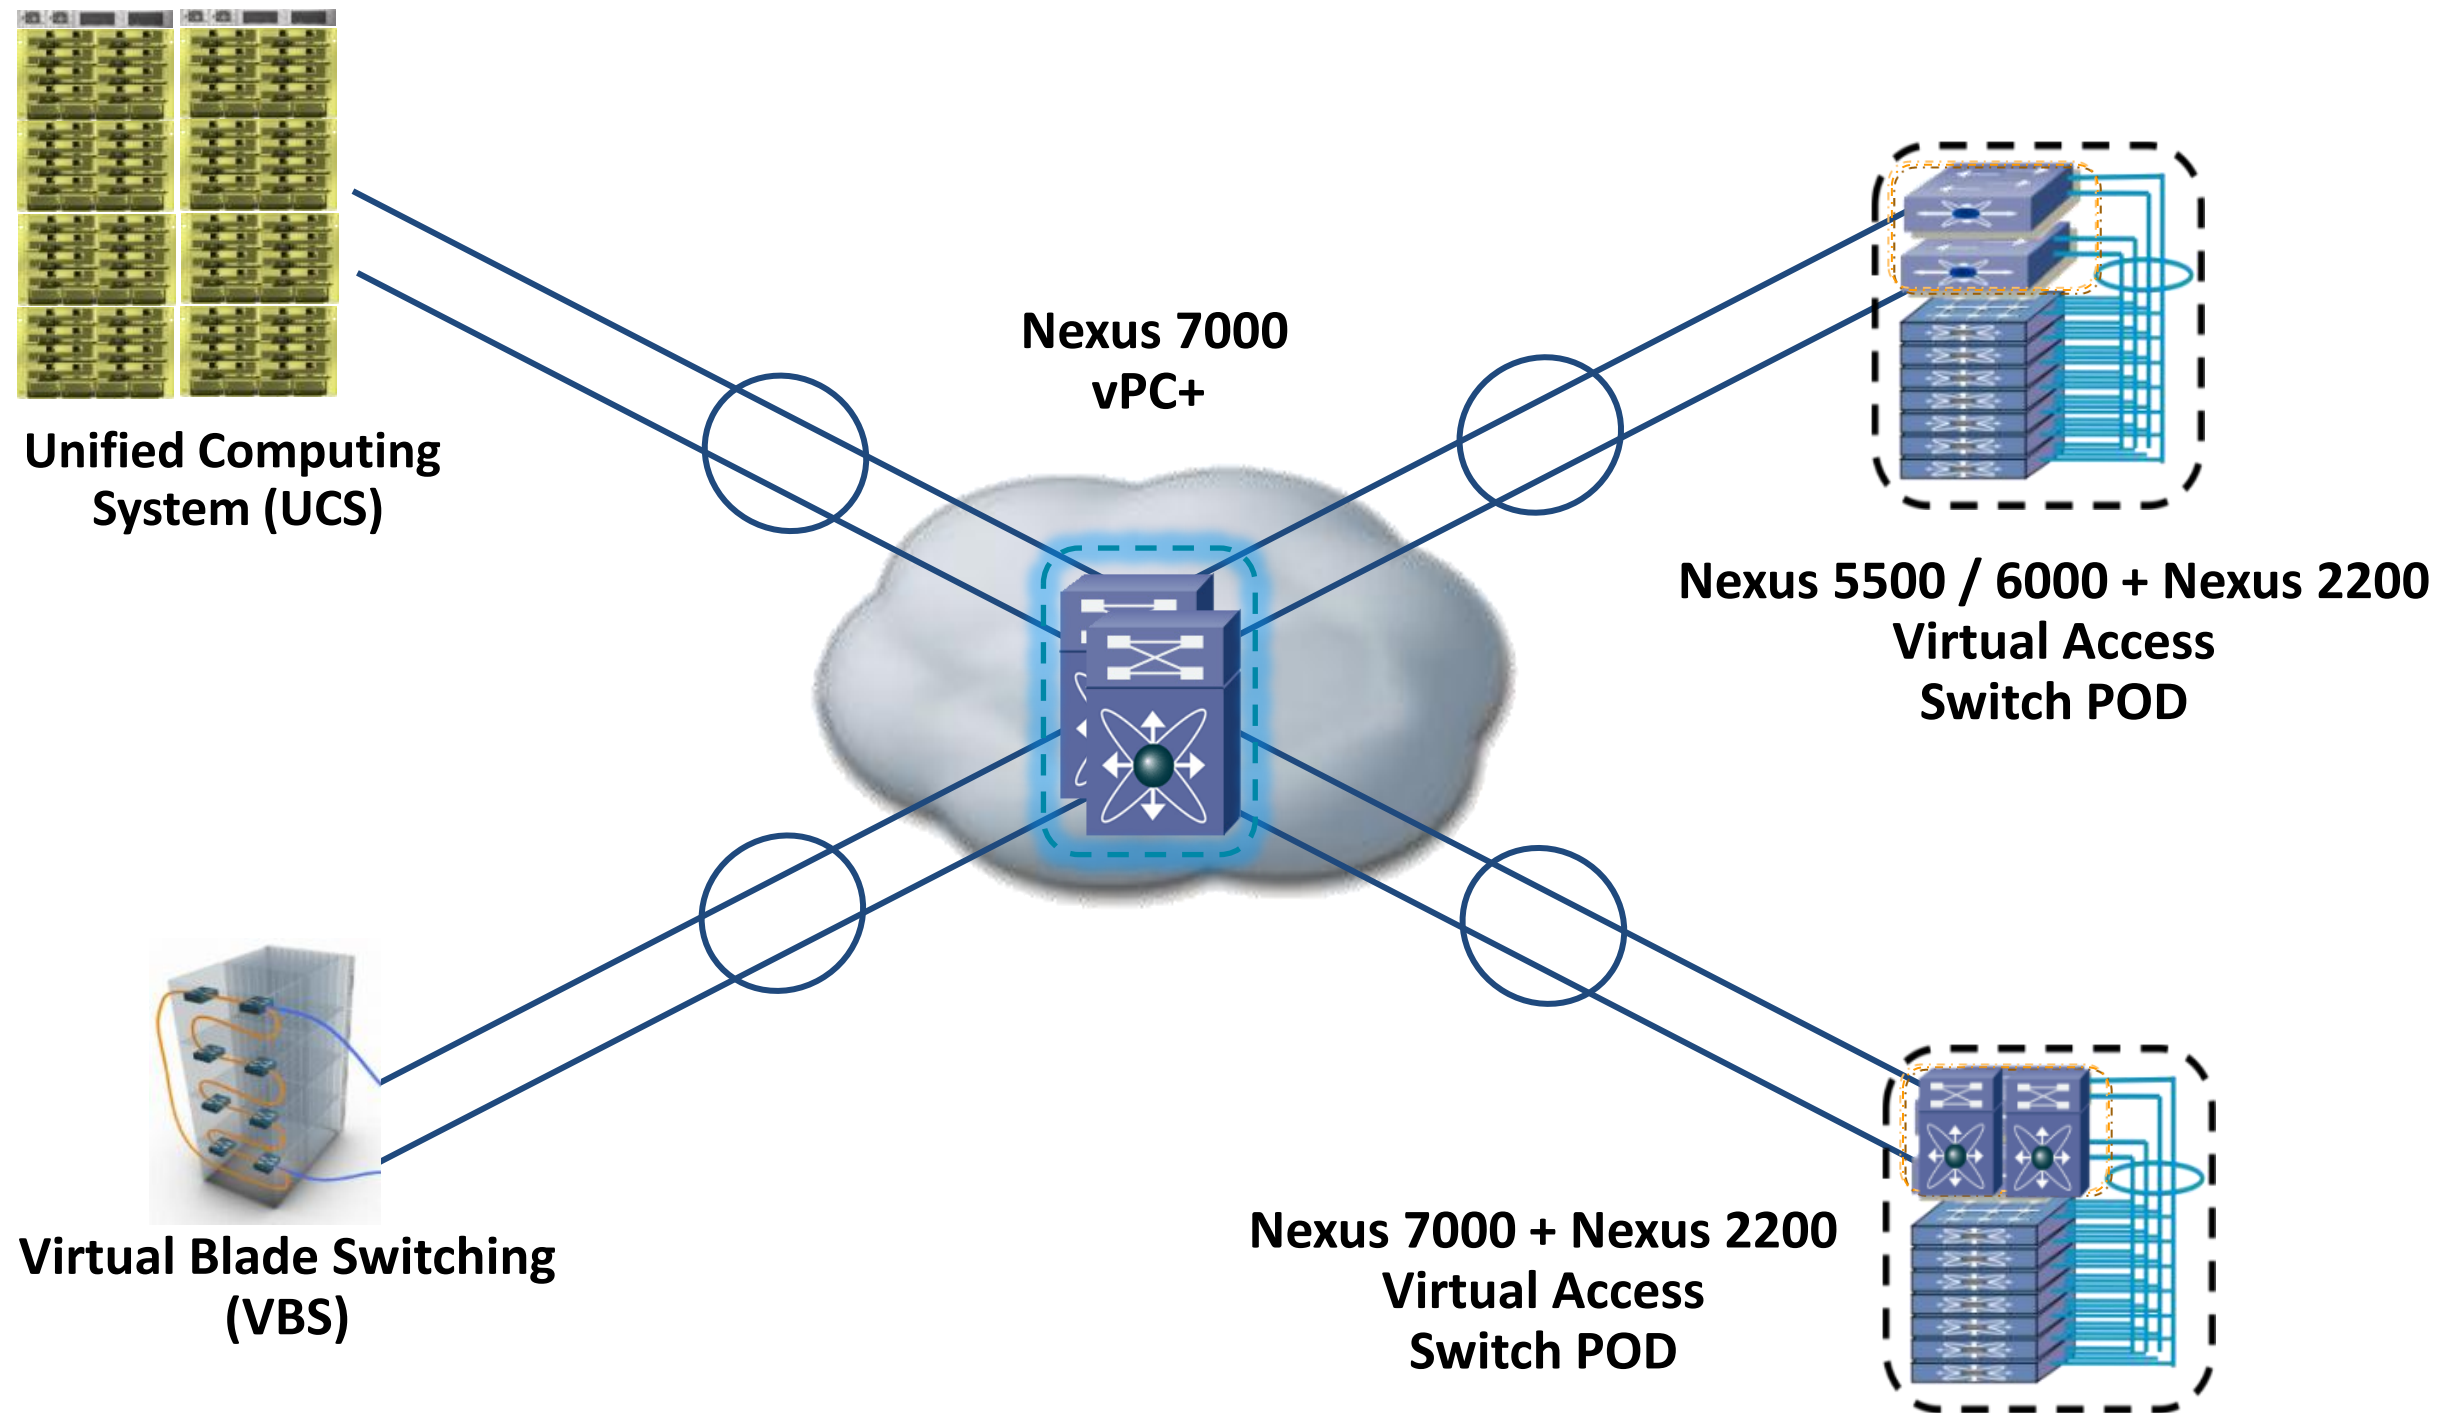 Nexus 7000
vPC+
Unified Computing
System (UCS)
Nexus 5500 / 6000 + Nexus 2200
Virtual Access
Switch POD
Virtual Blade Switching
(VBS)
Nexus 7000 + Nexus 2200
Virtual Access
Switch POD